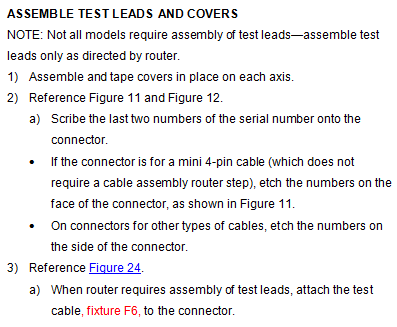 ASSEMBLE TEST LEADS AND COVERS
NOTE: Not all models require assembly of test leads—assemble test
leads only as directed by router.
1) Assemble and tape covers in place on each axis.
2) Reference Figure 11 and Figure 12.
a) Scribe the last two numbers of the serial number onto the
connector.
• If the connector is for a mini 4-pin cable (which does not
require a cable assembly router step), etch the numbers on the
face of the connector, as shown in Figure 11.
• On connectors for other types of cables, etch the numbers on
the side of the connector.
3) Reference Figure 24.
a) When router requires assembly of test leads, attach the test
cable, fixture F6, to the connector.